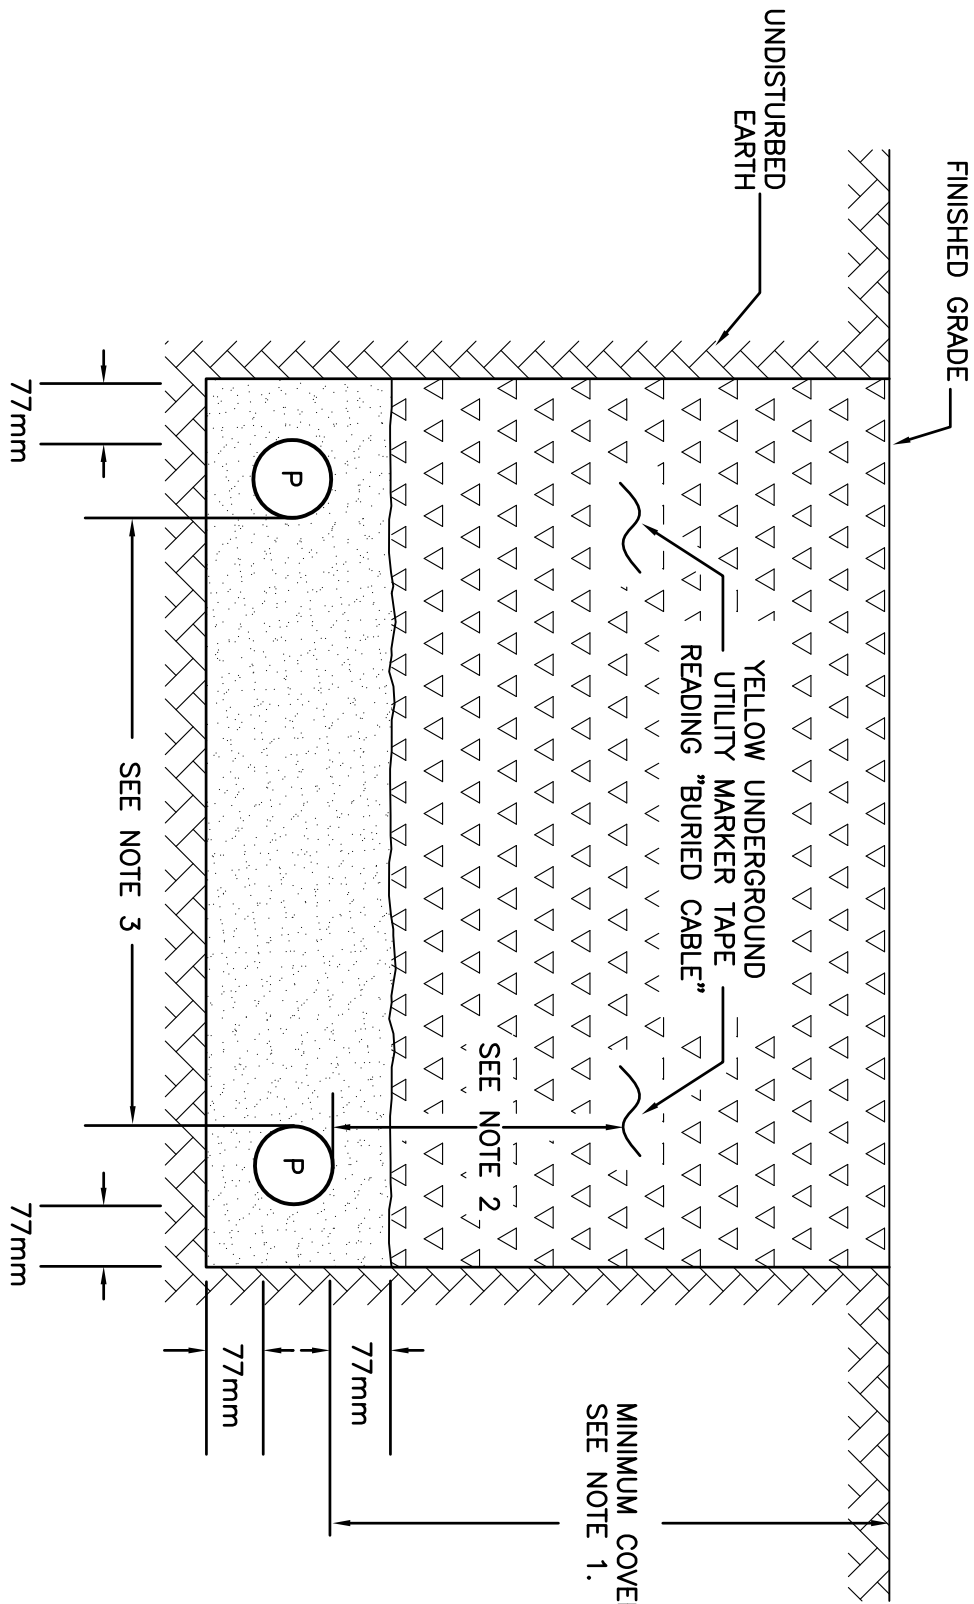 FINISHED GRADE
UNDISTURBED
EARTH
YELLOW UNDERGROUND
UTILITY MARKER TAPE
READING "BURIED CABLE"
SEE NOTE 2
MINIMUM COVE
SEE NOTE 1.
P
P
77mm
77mm
SEE NOTE 3
77mm
77mm